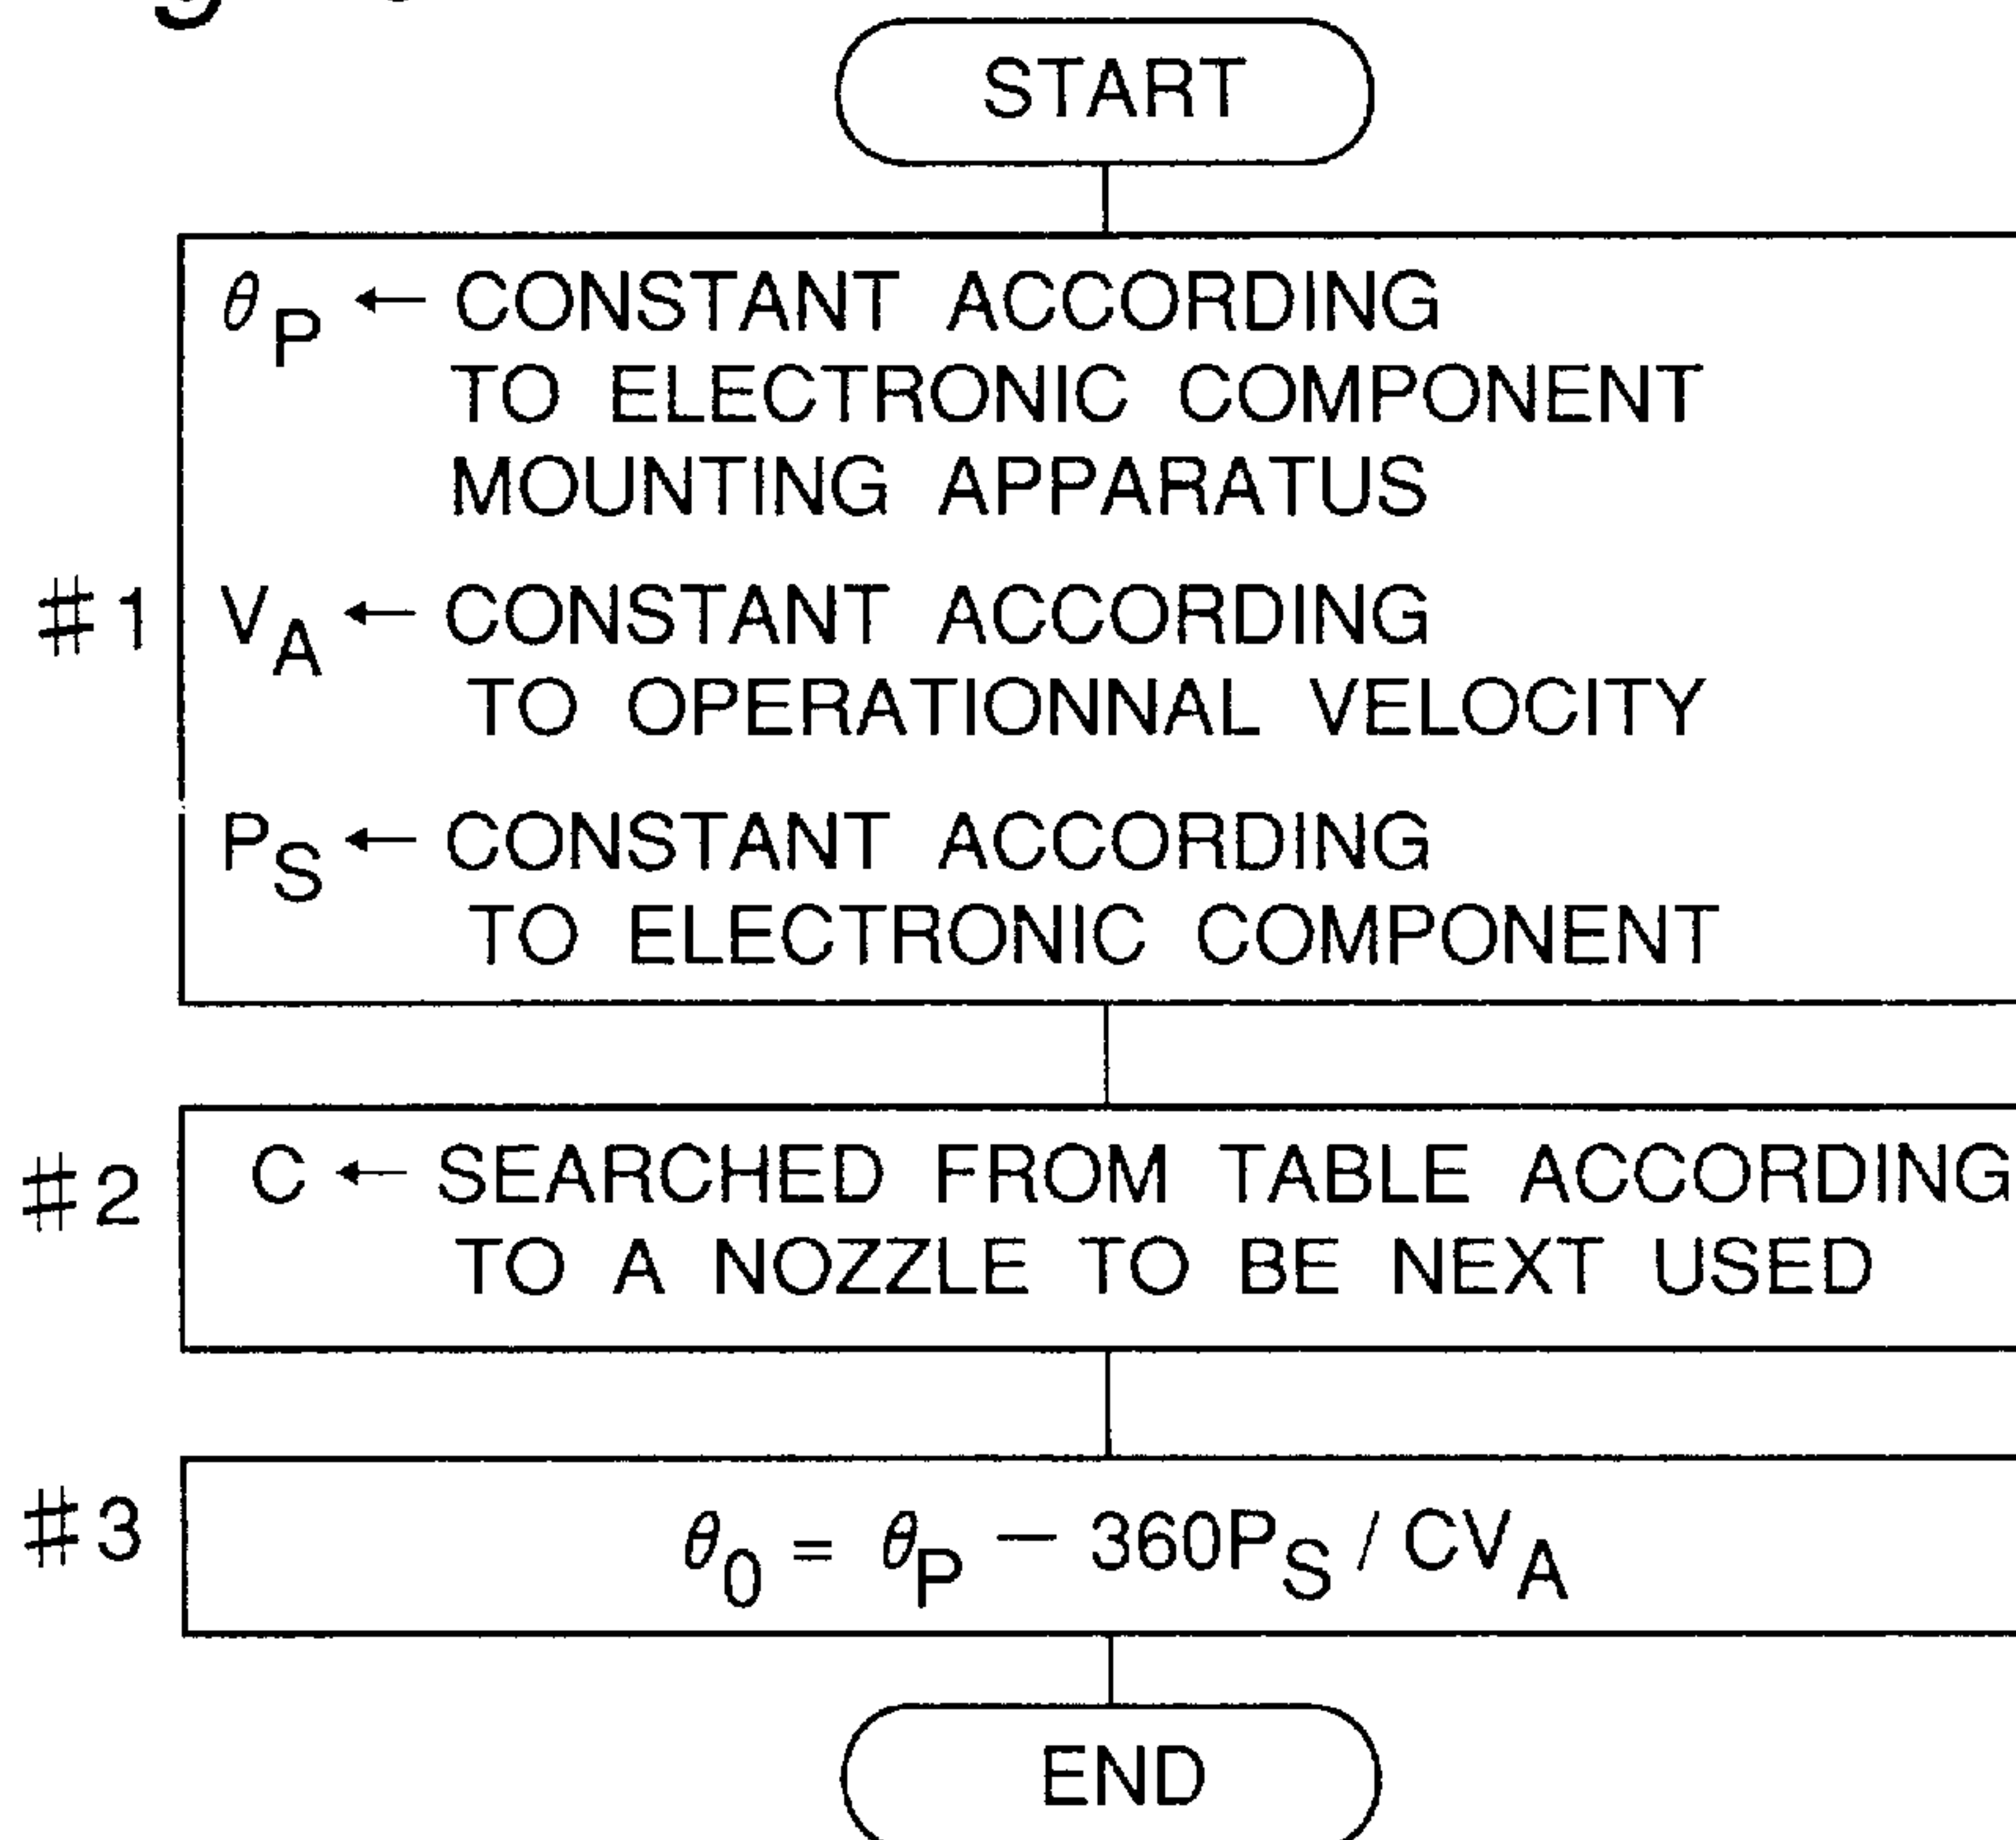 START
θP ← CONSTANT ACCORDING
TO ELECTRONIC COMPONENT
MOUNTING APPARATUS
#1
VA ← CONSTANT ACCORDING
TO OPERATIONNAL VELOCITY
PS ← CONSTANT ACCORDING
TO ELECTRONIC COMPONENT
#2
C ← SEARCHED FROM TABLE ACCORDING
TO A NOZZLE TO BE NEXT USED
#3
θ0 = θP − 360PS / CVA
END